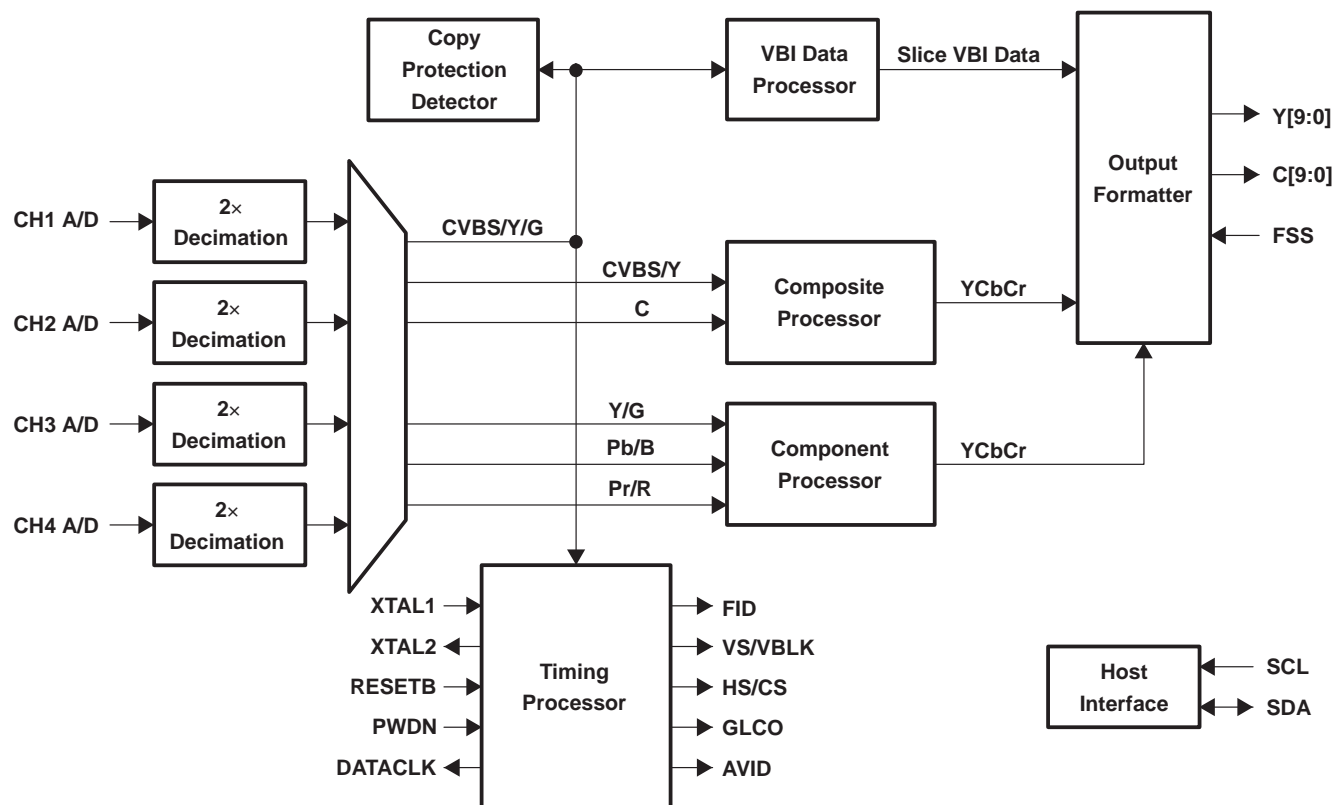 Copy
Protection
Detector
VBI Data
Processor
Slice VBI Data
Output
Formatter
Y[9:0]
C[9:0]
FSS
CH1 A/D
2×
Decimation
CH2 A/D
2×
Decimation
CH3 A/D
2×
Decimation
CH4 A/D
2×
Decimation
CVBS/Y/G
CVBS/Y
C
Composite
Processor
YCbCr
Y/G
Pb/B
Pr/R
Component
Processor
YCbCr
XTAL1
XTAL2
RESETB
PWDN
DATACLK
Timing
Processor
FID
VS/VBLK
HS/CS
GLCO
AVID
Host
Interface
SCL
SDA